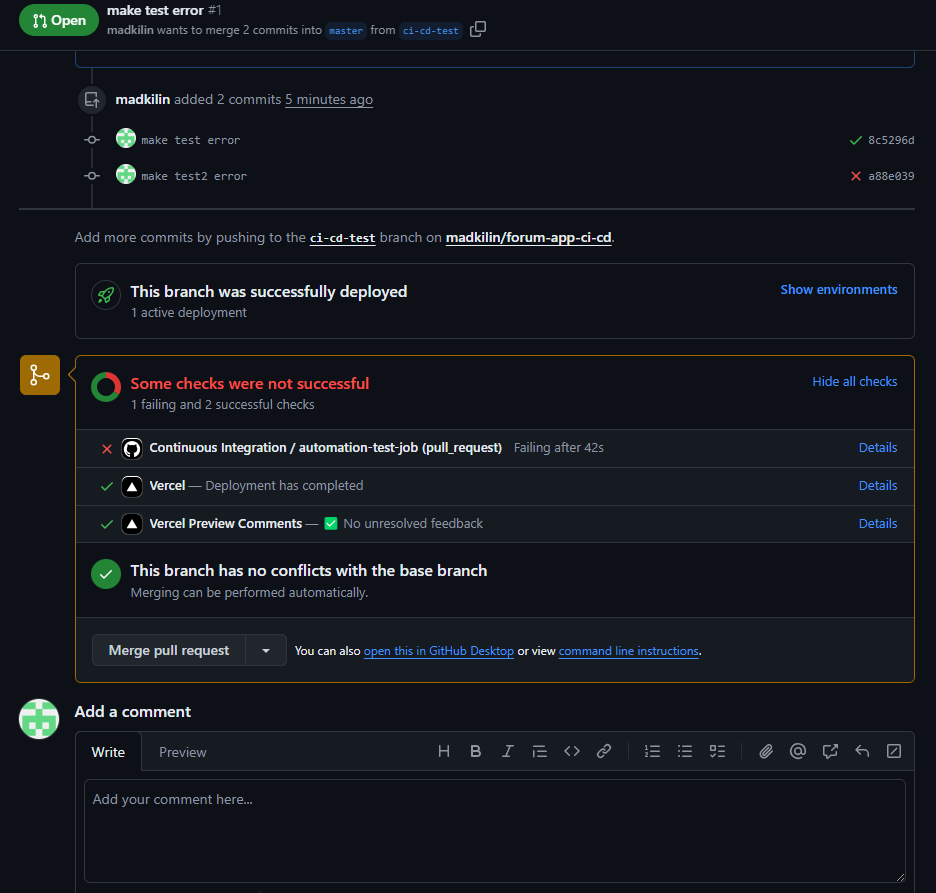 Open
make test error #1
madkilin wants to merge 2 commits into master from ci-cd-test
madkilin added 2 commits 5 minutes ago
make test error 8c5296d
make test2 error a88e039
Add more commits by pushing to the ci-cd-test branch on madkilin/forum-app-ci-cd.
This branch was successfully deployed
Show environments
1 active deployment
Some checks were not successful
Hide all checks
1 failing and 2 successful checks
Continuous Integration / automation-test-job (pull_request) Failing after 42s Details
Vercel — Deployment has completed Details
Vercel Preview Comments — ✅ No unresolved feedback Details
This branch has no conflicts with the base branch
Merging can be performed automatically.
Merge pull request You can also open this in GitHub Desktop or view command line instructions.
Add a comment
Write Preview
Add your comment here...